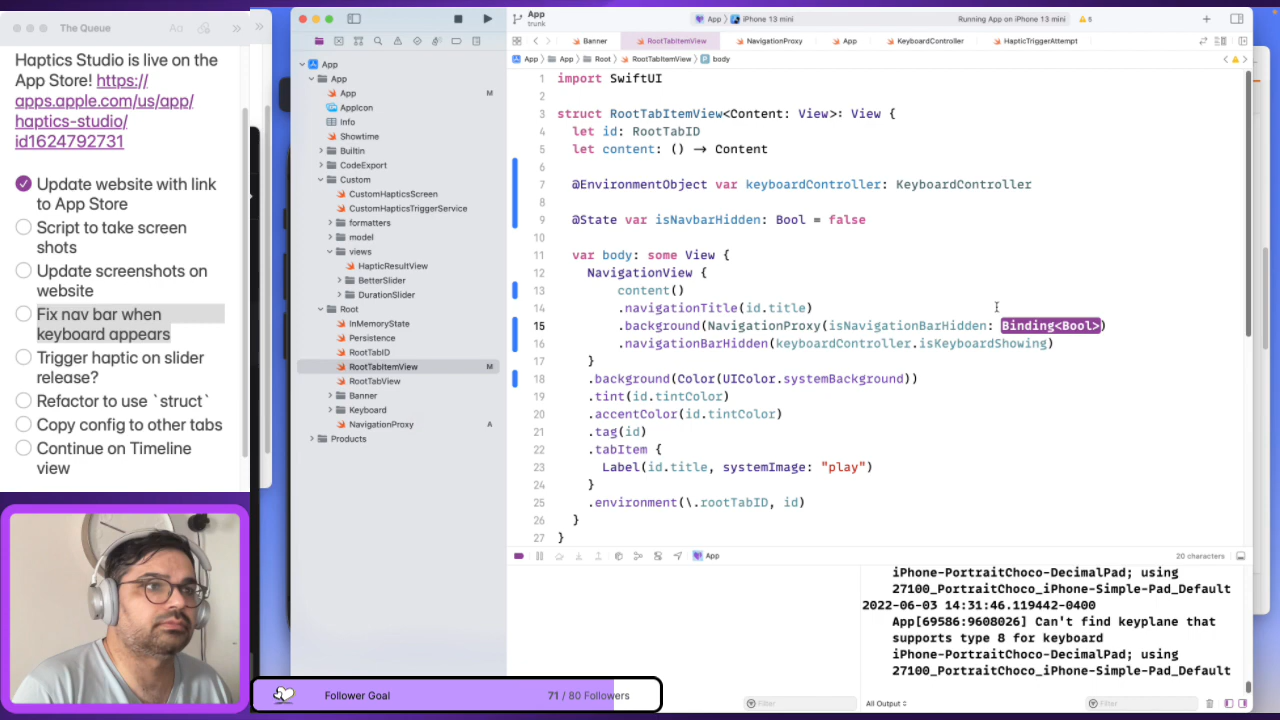 The Queue
Aa
Haptics Studio is live on the
App Store! https://
apps.apple.com/us/app/
haptics-studio/
id1624792731
Update website with link
to App Store
Script to take screen
shots
Update screenshots on
website
Fix nav bar when
keyboard appears
Trigger haptic on slider
release?
Refactor to use `struct`
Copy config to other tabs
Continue on Timeline
view
App
trunk
App
iPhone 13 mini
Running App on iPhone 13 mini
6
Banner
RootTabItemView
NavigationProxy
App
KeyboardController
HapticTriggerAttempt
App
App
Root
RootTabItemView
body
App
App
App
M
AppIcon
Info
Showtime
Builtin
CodeExport
Custom
CustomHapticsScreen
CustomHapticsTriggerService
formatters
model
views
HapticResultView
BetterSlider
DurationSlider
Root
InMemoryState
Persistence
RootTabID
RootTabItemView
M
RootTabView
Banner
Keyboard
NavigationProxy
A
Products
1 import SwiftUI
2
3 struct RootTabItemView<Content: View>: View {
4 let id: RootTabID
5 let content: () -> Content
6
7 @EnvironmentObject var keyboardController: KeyboardController
8
9 @State var isNavbarHidden: Bool = false
10
11 var body: some View {
12 NavigationView {
13 content()
14 .navigationTitle(id.title)
15 .background(NavigationProxy(isNavigationBarHidden: Binding<Bool>)
16 .navigationBarHidden(keyboardController.isKeyboardShowing)
17 }
18 .background(Color(UIColor.systemBackground))
19 .tint(id.tintColor)
20 .accentColor(id.tintColor)
21 .tag(id)
22 .tabItem {
23 Label(id.title, systemImage: "play")
24 }
25 .environment(\.rootTabID, id)
26 }
27 }
App
20 characters
iPhone-PortraitChoco-DecimalPad; using
27100_PortraitChoco_iPhone-Simple-Pad_Default
2022-06-03 14:31:46.119442-0400
App[69586:9608026] Can't find keyplane that
supports type 8 for keyboard
iPhone-PortraitChoco-DecimalPad; using
27100_PortraitChoco_iPhone-Simple-Pad_Default
Filter
All Output
Filter
Filter
Follower Goal
71 / 80 Followers